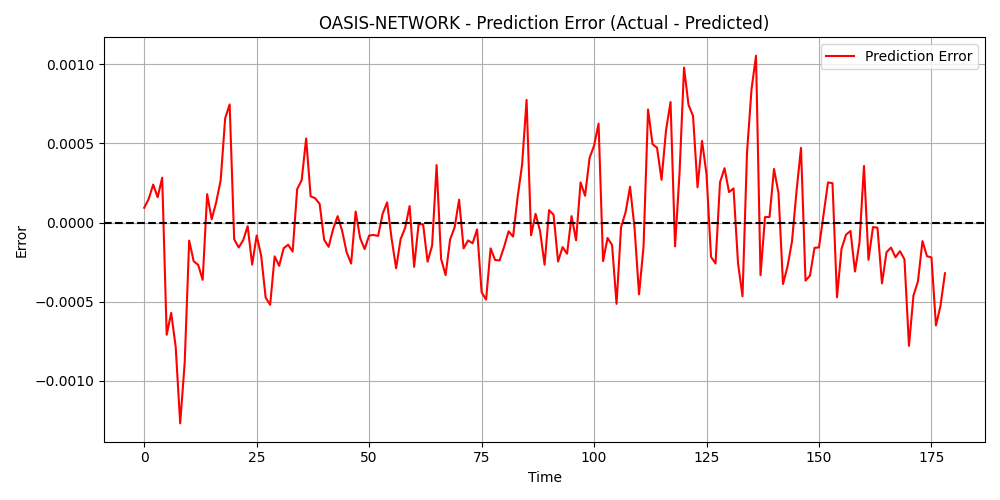 OASIS-NETWORK - Prediction Error (Actual - Predicted)
Prediction Error
0.0010
0.0005
0.0000
−0.0005
−0.0010
Error
0 25 50 75 100 125 150 175
Time